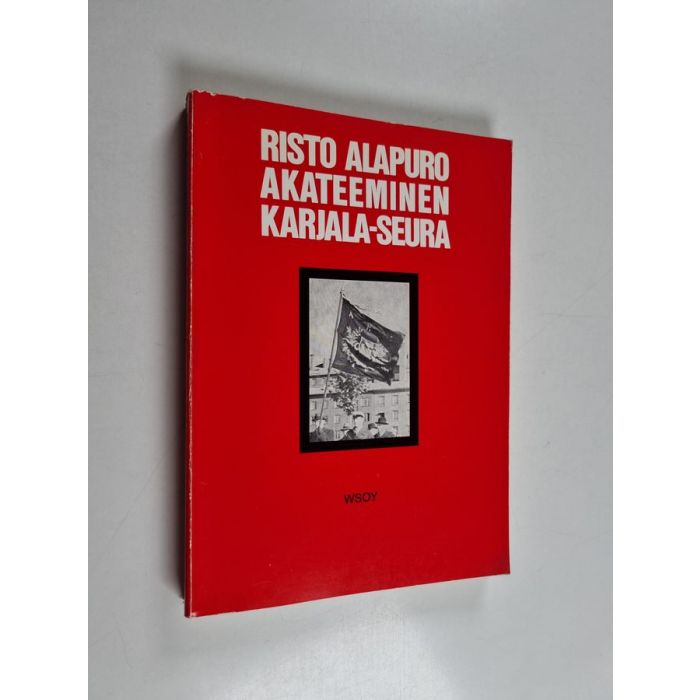 RISTO ALAPURO
AKATEEMINEN
KARJALA-SEURA
WSOY